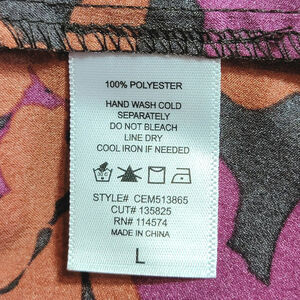 100% POLYESTER
HAND WASH COLD
SEPARATELY
DO NOT BLEACH
LINE DRY
COOL IRON IF NEEDED
STYLE# CEM513865
CUT# 135825
RN# 114574
MADE IN CHINA
L